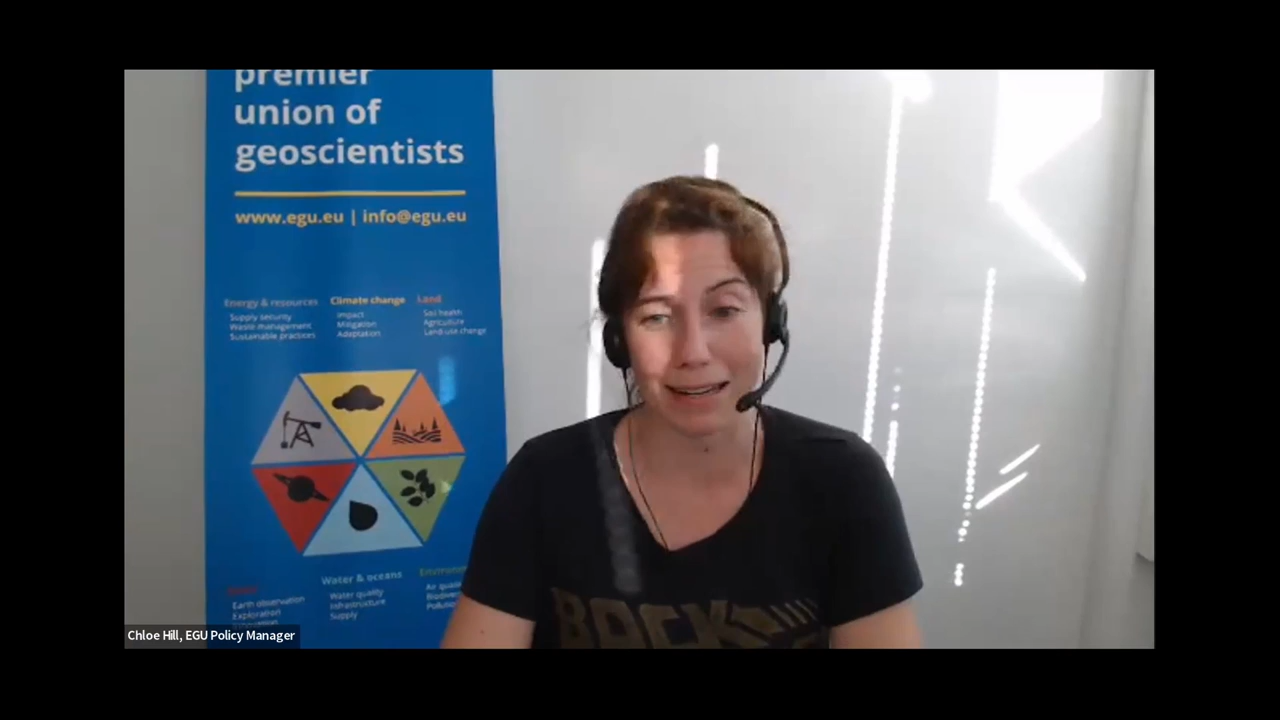 premier
union of
geoscientists
www.egu.eu | info@egu.eu
Energy & resources
Supply security
Waste management
Sustainable practices
Climate change
Impact
Mitigation
Adaptation
Land
Soil health
Agriculture
Land-use change
Water & oceans
Water quality
Infrastructure
Supply
Earth observation
Exploration
Air
BACK
Chloe Hill, EGU Policy Manager